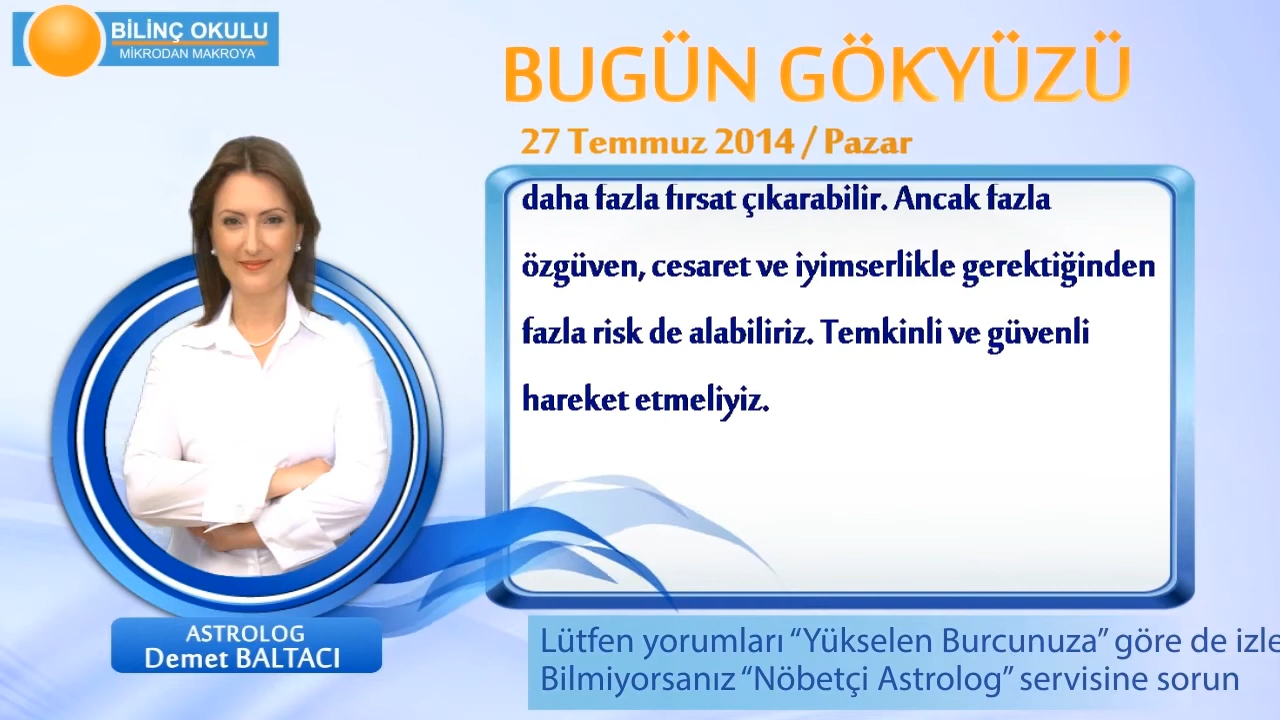 BİLİNÇ OKULU
MİKRODAN MAKROYA
BUGÜN GÖKYÜZÜ
27 Temmuz 2014 / Pazar
daha fazla fırsat çıkarabilir. Ancak fazla
özgüven, cesaret ve iyimserlikle gerektiğinden
fazla risk de alabiliriz. Temkinli ve güvenli
hareket etmeliyiz.
ASTROLOG
Demet BALTACI
Lütfen yorumları “Yükselen Burcunuza” göre de izle
Bilmiyorsanız “Nöbetçi Astrolog” servisine sorun